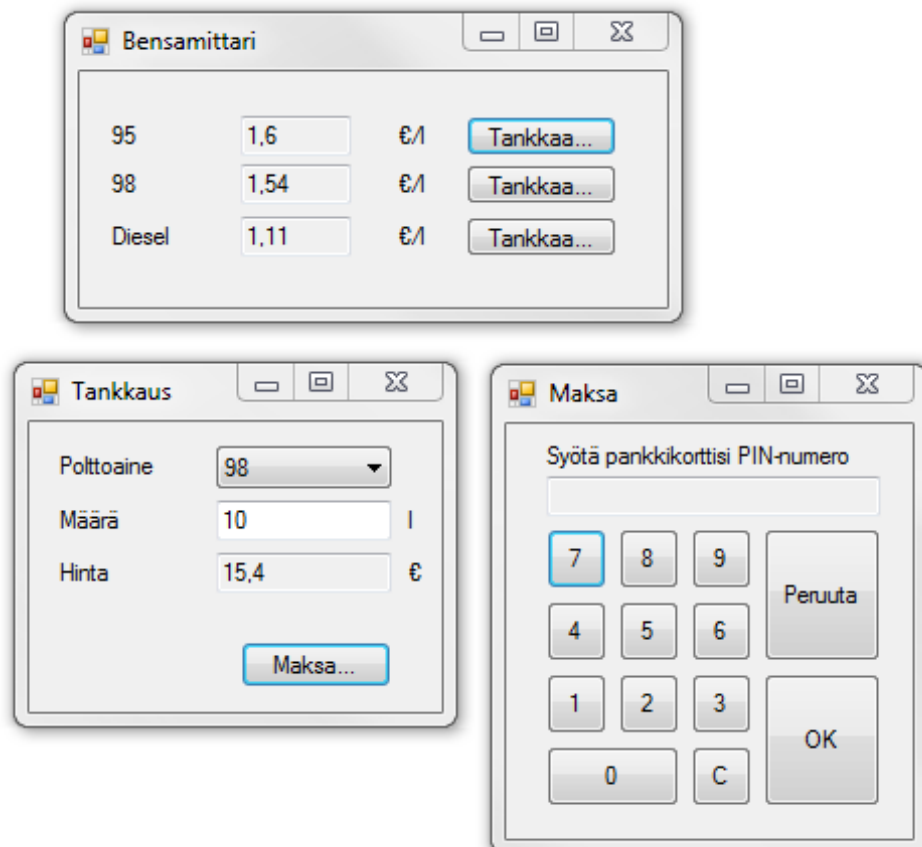 Bensamittari
95 1,6 €/l Tankkaa...
98 1,54 €/l Tankkaa...
Diesel 1,11 €/l Tankkaa...
Tankkaus
Polttoaine 98
Määrä 10 l
Hinta 15,4 €
Maksa...
Maksa
Syötä pankkikorttisi PIN-numero
7 8 9 Peruuta
4 5 6
1 2 3 OK
0 C